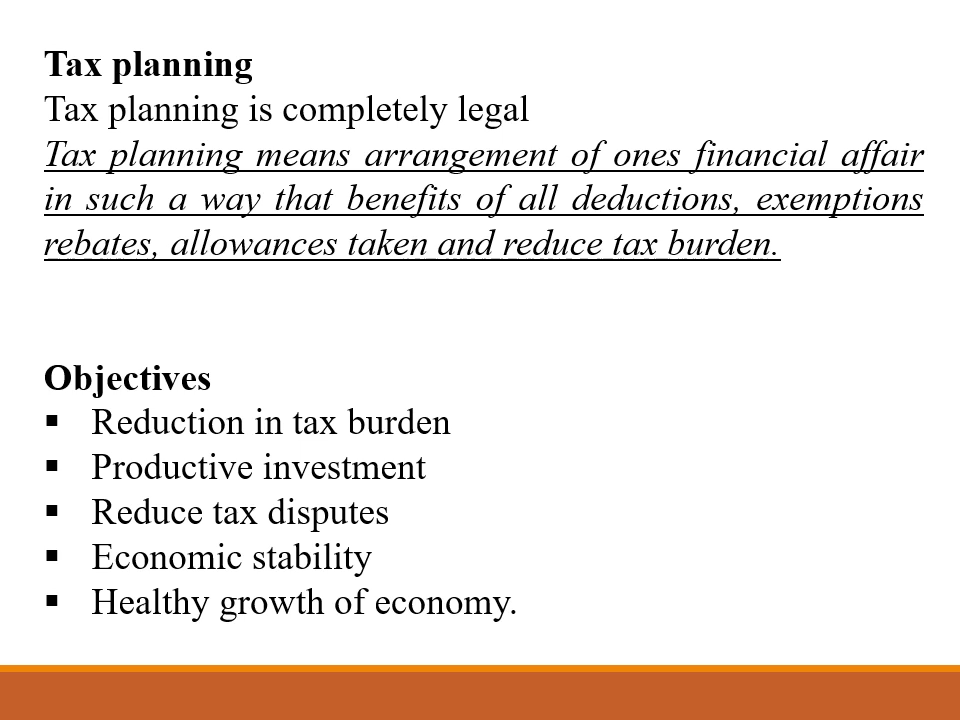 Tax planning
Tax planning is completely legal
Tax planning means arrangement of ones financial affair
in such a way that benefits of all deductions, exemptions
rebates, allowances taken and reduce tax burden.
Objectives
▪ Reduction in tax burden
▪ Productive investment
▪ Reduce tax disputes
▪ Economic stability
▪ Healthy growth of economy.